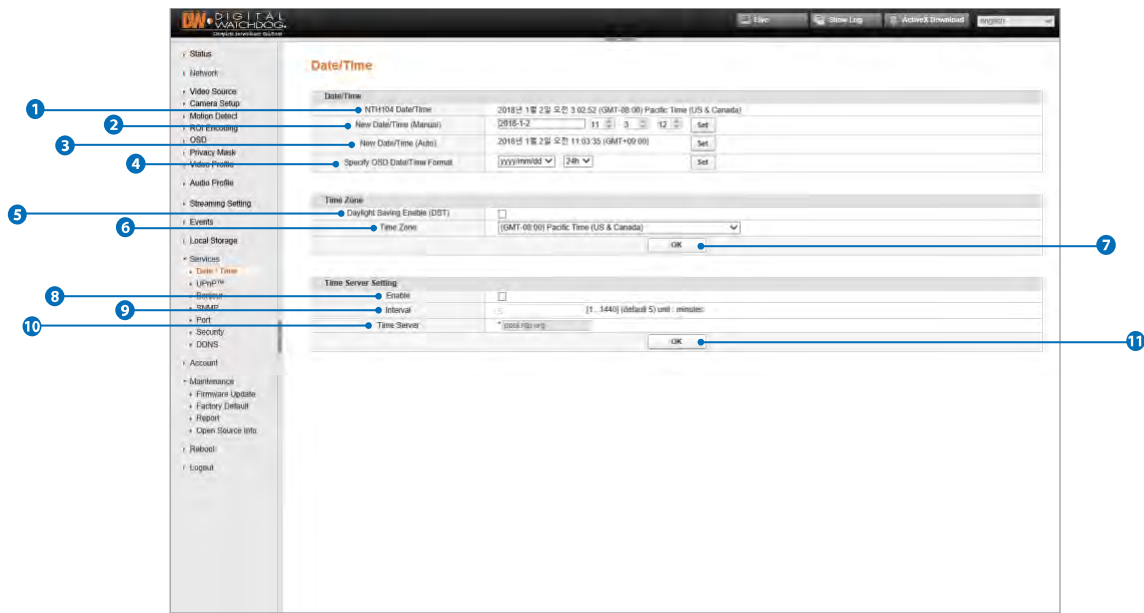 DIGITAL
WATCHDOG
Complete Surveillance Solutions
Live
Show Log
ActiveX Download
english
Status
Network
Video Source
Camera Setup
Motion Detect
ROI Encoding
OSD
Privacy Mask
Video Profile
Audio Profile
Streaming Setting
Events
Local Storage
Services
Date / Time
UPnP™
Bonjour
SNMP
Port
Security
DDNS
Account
Maintenance
Firmware Update
Factory Default
Report
Open Source Info
Reboot
Logout
Date/Time
Date/Time
1 NTH104 Date/Time 2018년 1월 2일 오전 3:02:52 (GMT-08:00) Pacific Time (US & Canada)
2 New Date/Time (Manual) 2018-1-2 11 3 12 Set
3 New Date/Time (Auto) 2018년 1월 2일 오전 11:03:35 (GMT+09:00) Set
4 Specify OSD Date/Time Format yyyy/mm/dd 24h Set
Time Zone
5 Daylight Saving Enable (DST)
6 Time Zone (GMT-08:00) Pacific Time (US & Canada)
OK 7
Time Server Setting
8 Enable
9 Interval 5 [1..1440] (default 5) unit : minutes
10 Time Server * pool.ntp.org
OK 11